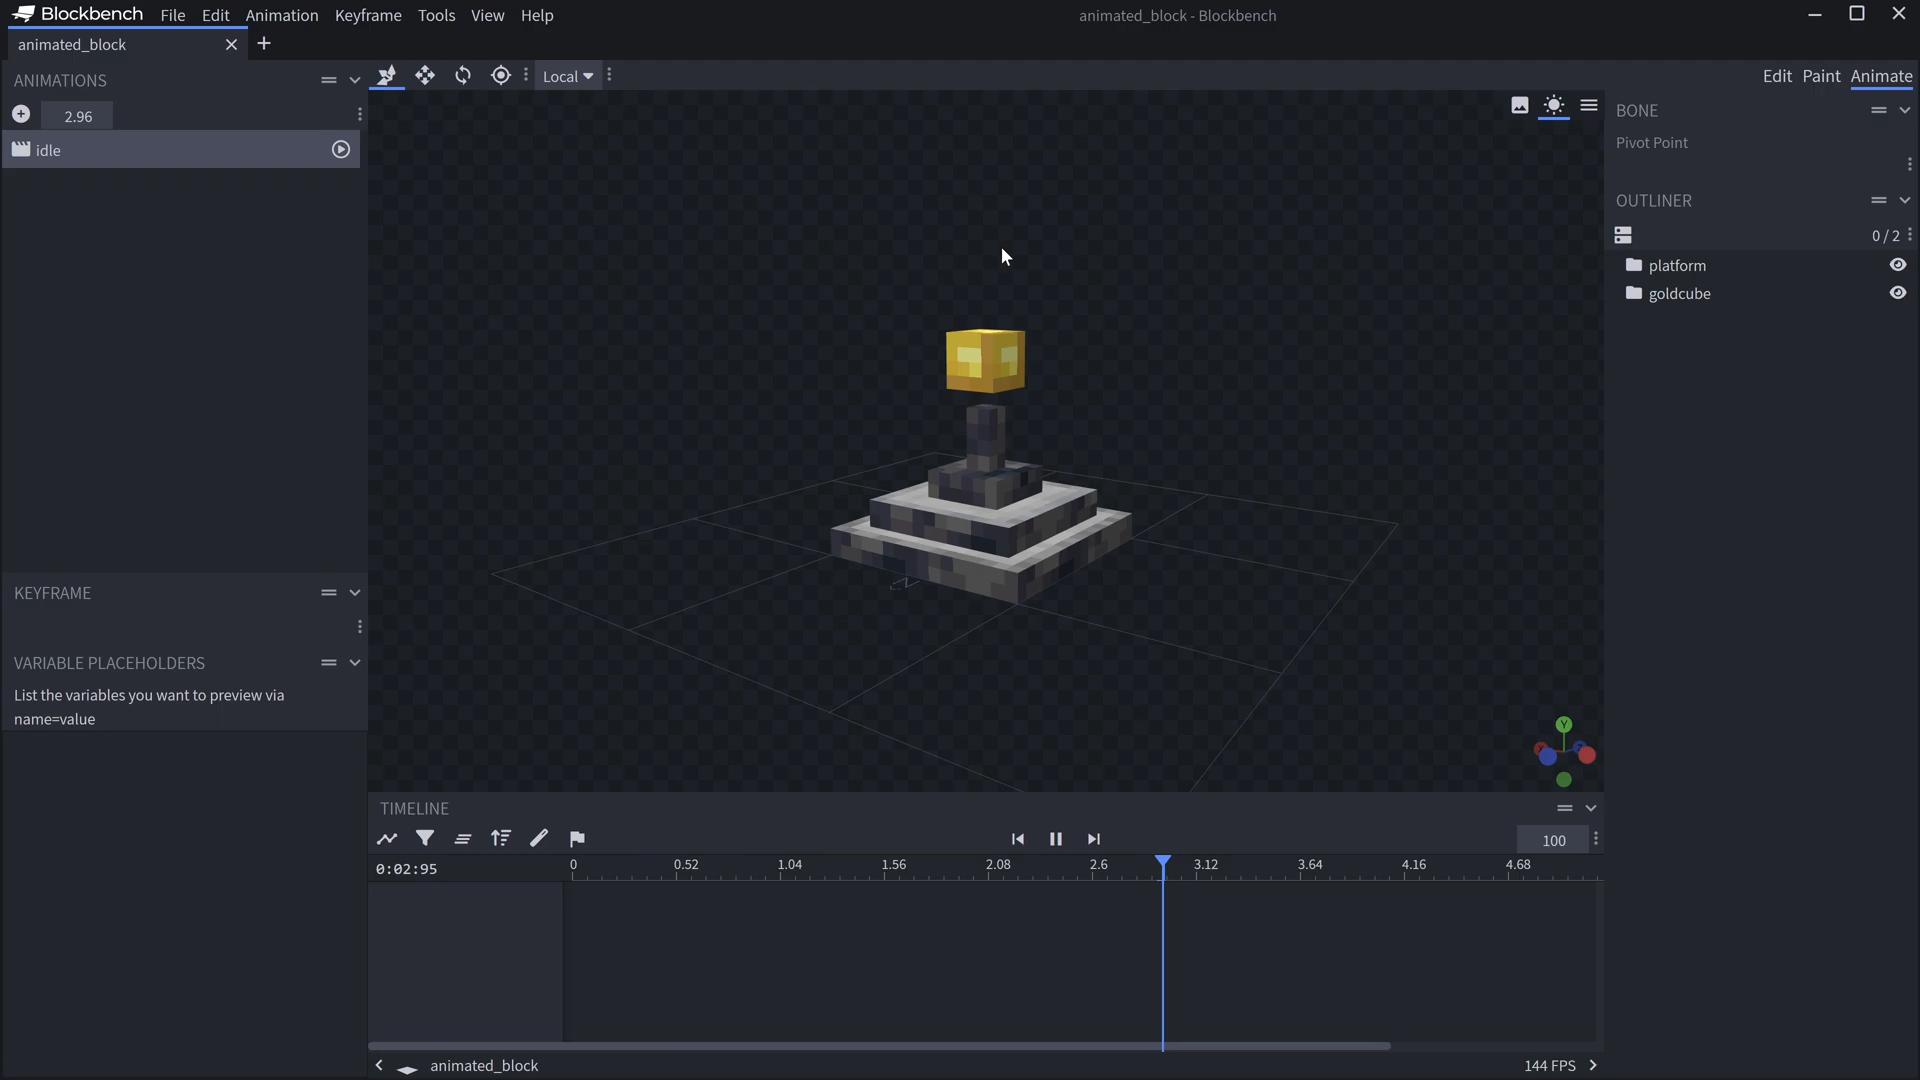 Blockbench File Edit Animation Keyframe Tools View Help
animated_block - Blockbench
animated_block
ANIMATIONS
2.96
idle
KEYFRAME
VARIABLE PLACEHOLDERS
List the variables you want to preview via
name=value
Local
Edit Paint Animate
BONE
Pivot Point
OUTLINER
0 / 2
platform
goldcube
Y
TIMELINE
100
0:02:95
0 0.52 1.04 1.56 2.08 2.6 3.12 3.64 4.16 4.68
animated_block
144 FPS